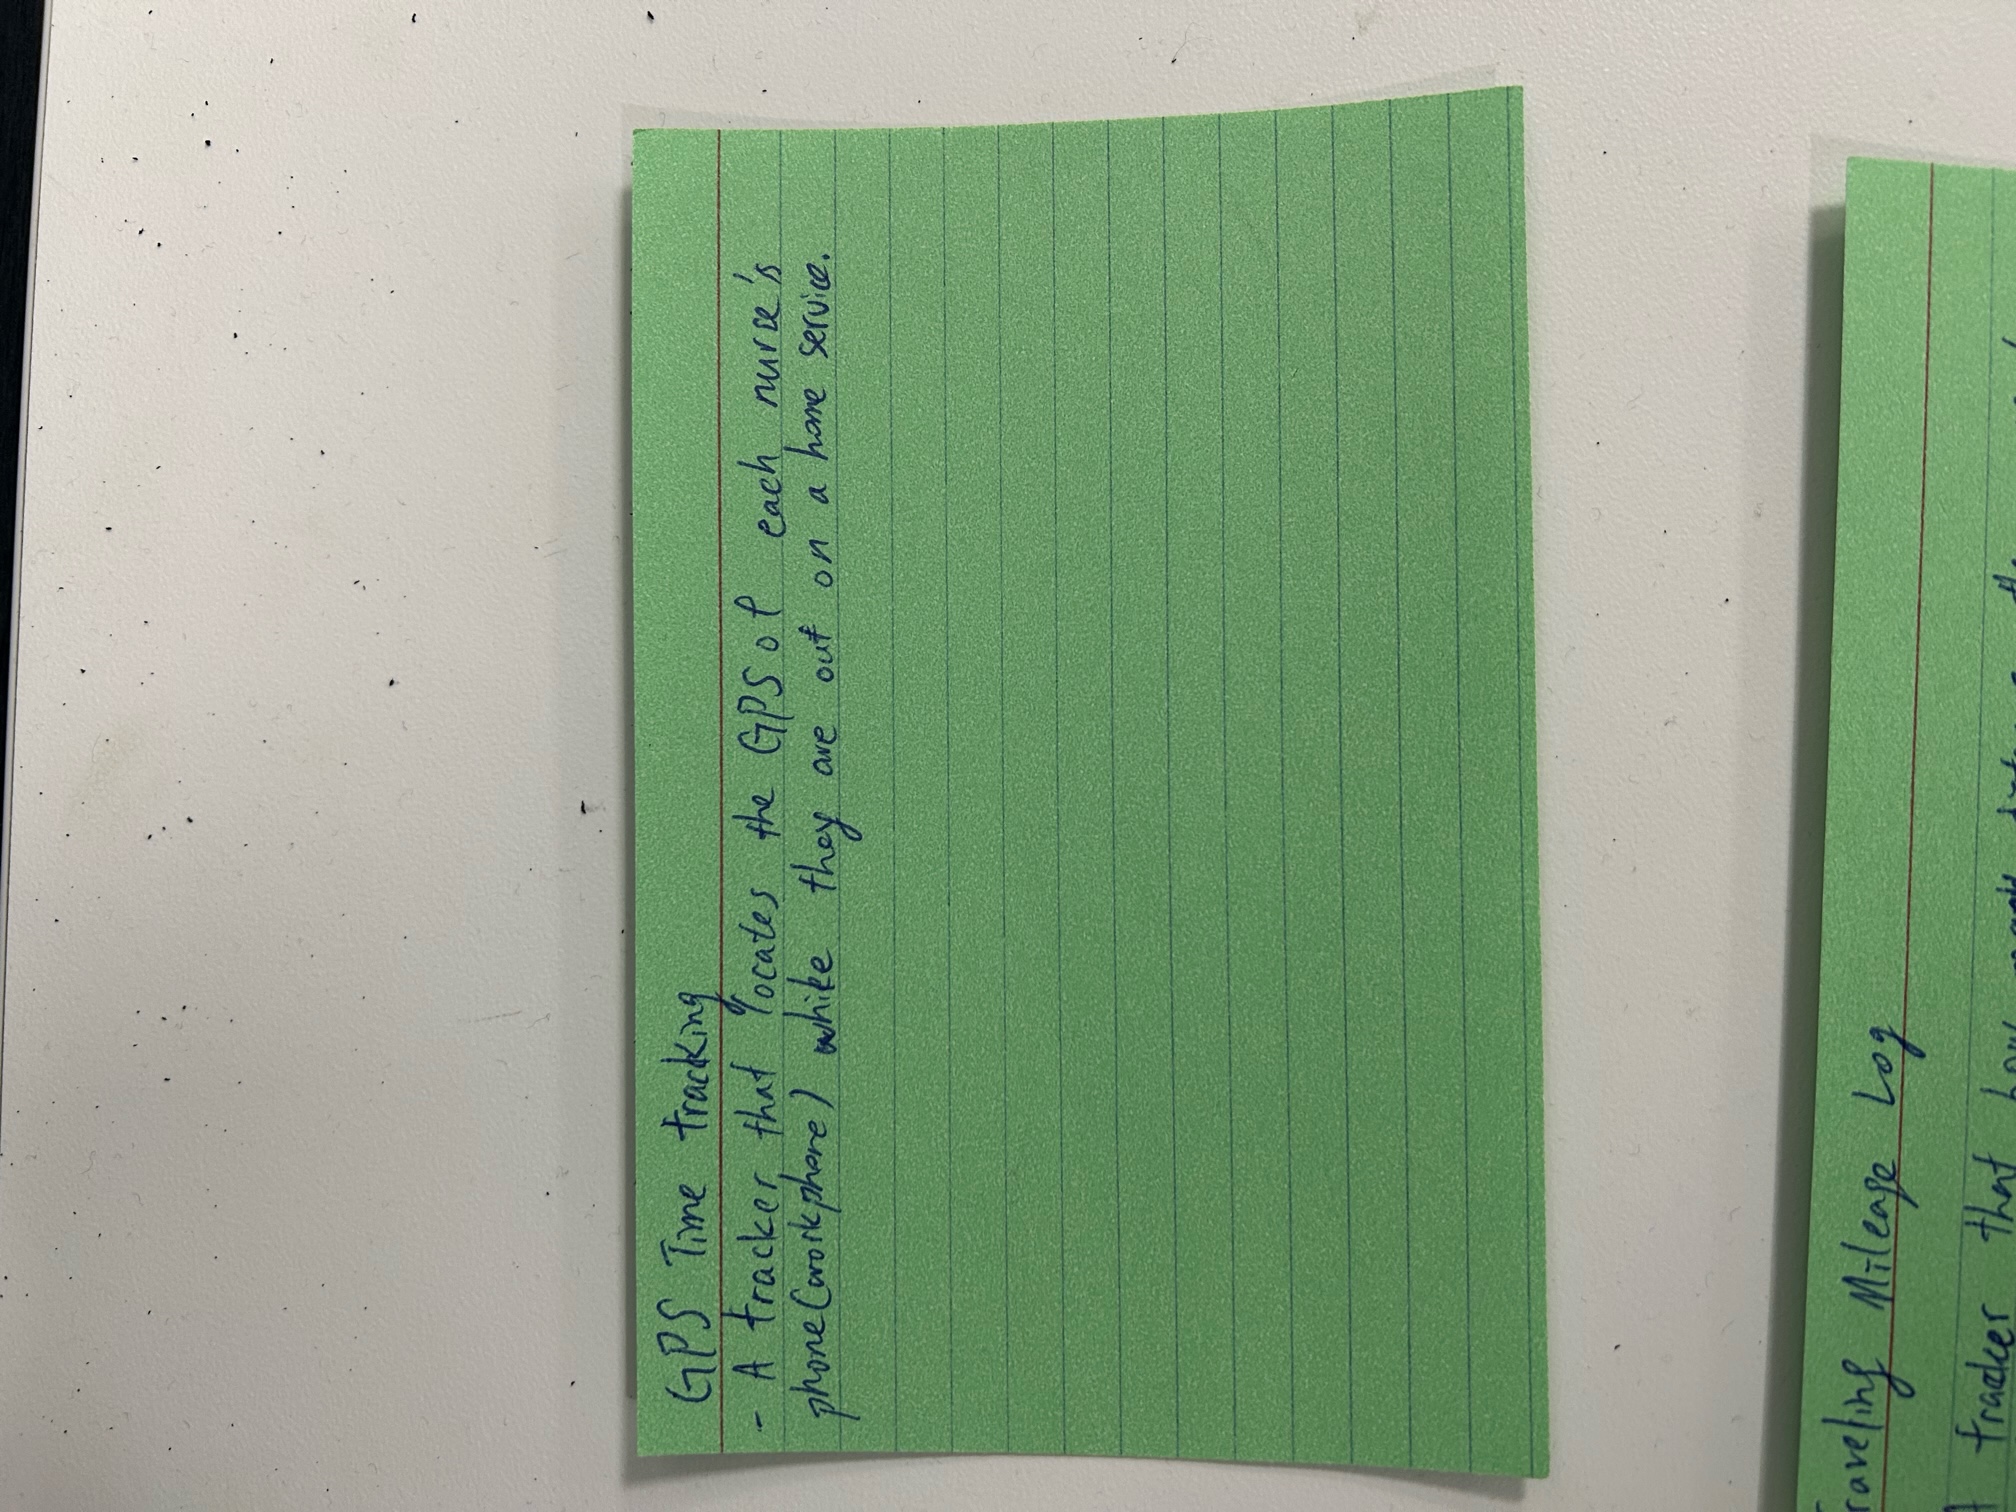 GPS Time tracking
- A tracker that locates the GPS of each nurse's
phone (work phone) while they are out on a home service.
raveling Mileage Log
A tracker that how